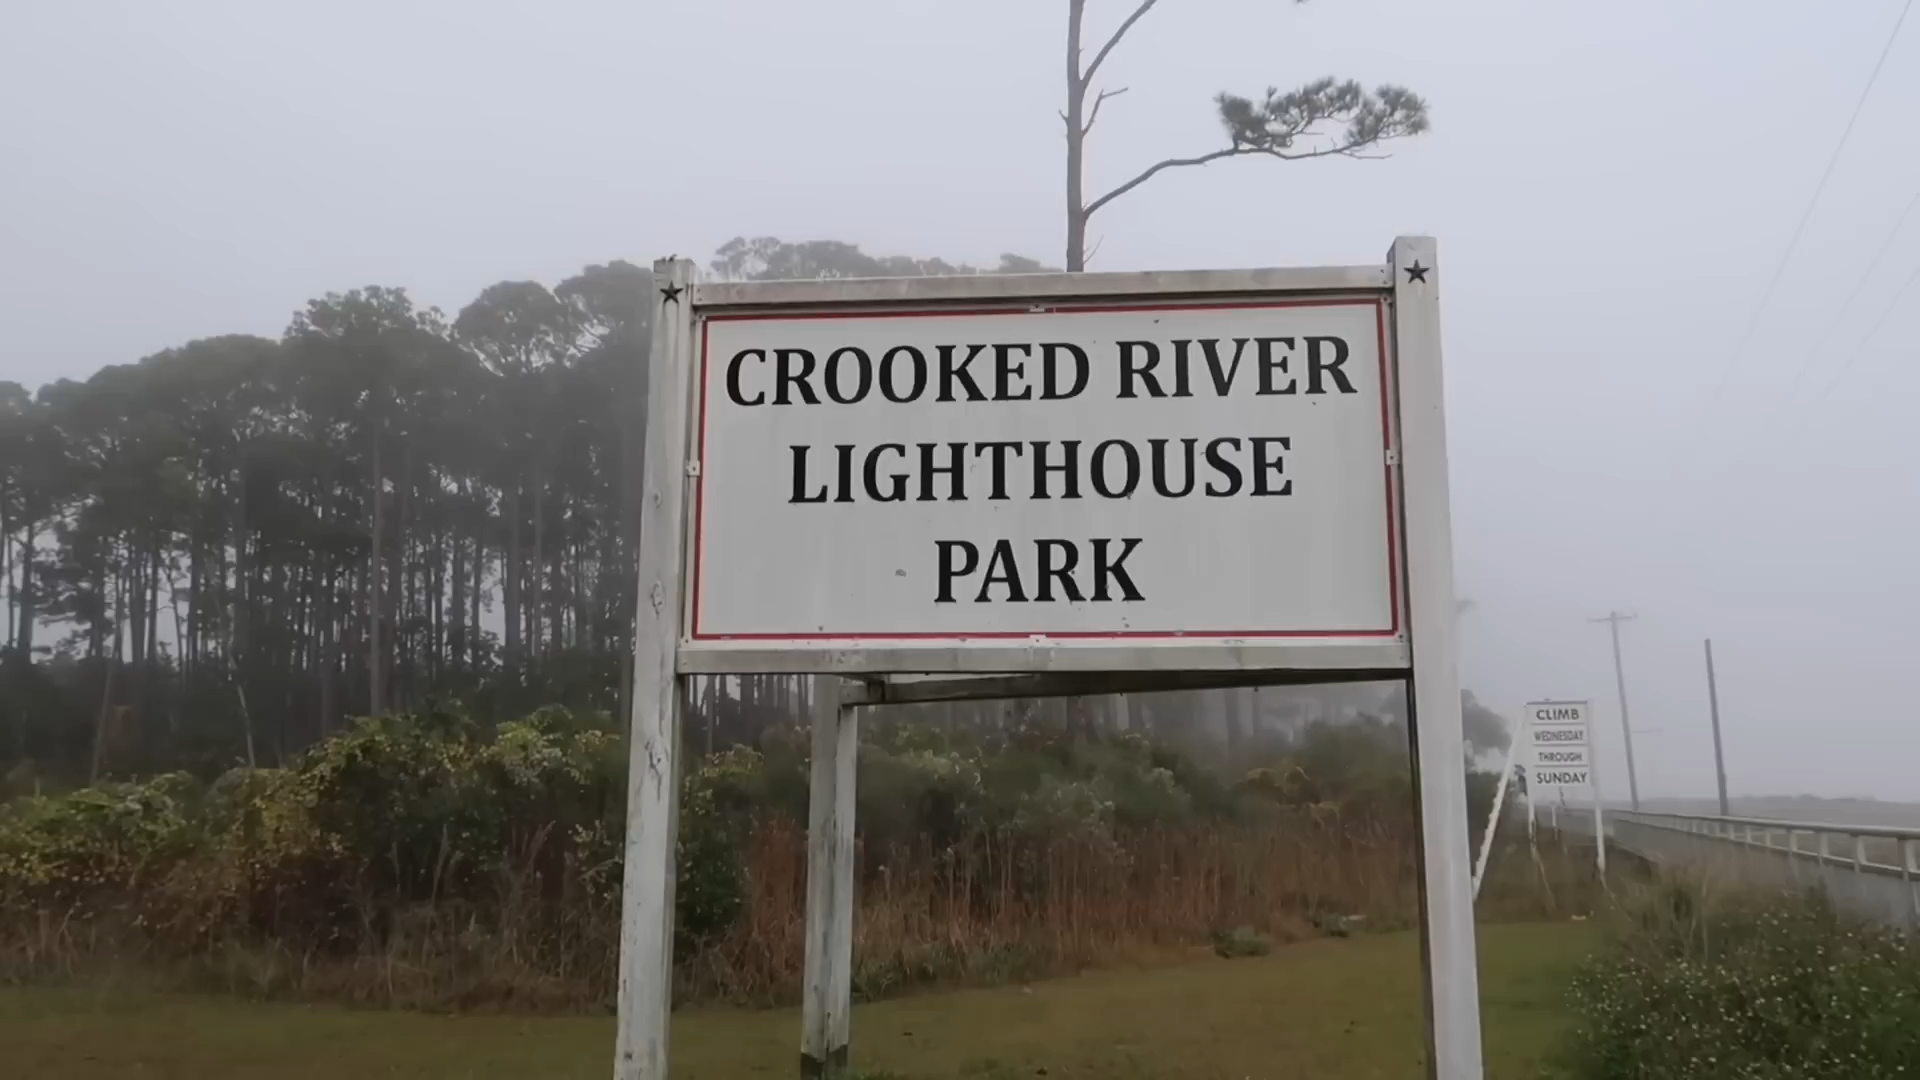 CROOKED RIVER
LIGHTHOUSE
PARK
CLIMB
WEDNESDAY
THROUGH
SUNDAY